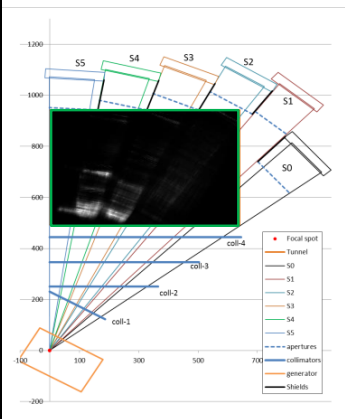 1200
1000
800
600
400
200
0
-200
-100
100
300
500
700
S5
S4
S3
S2
S1
S0
coll-4
coll-3
coll-2
coll-1
Focal spot
Tunnel
S0
S1
S2
S3
S4
S5
apertures
collimators
generator
Shields